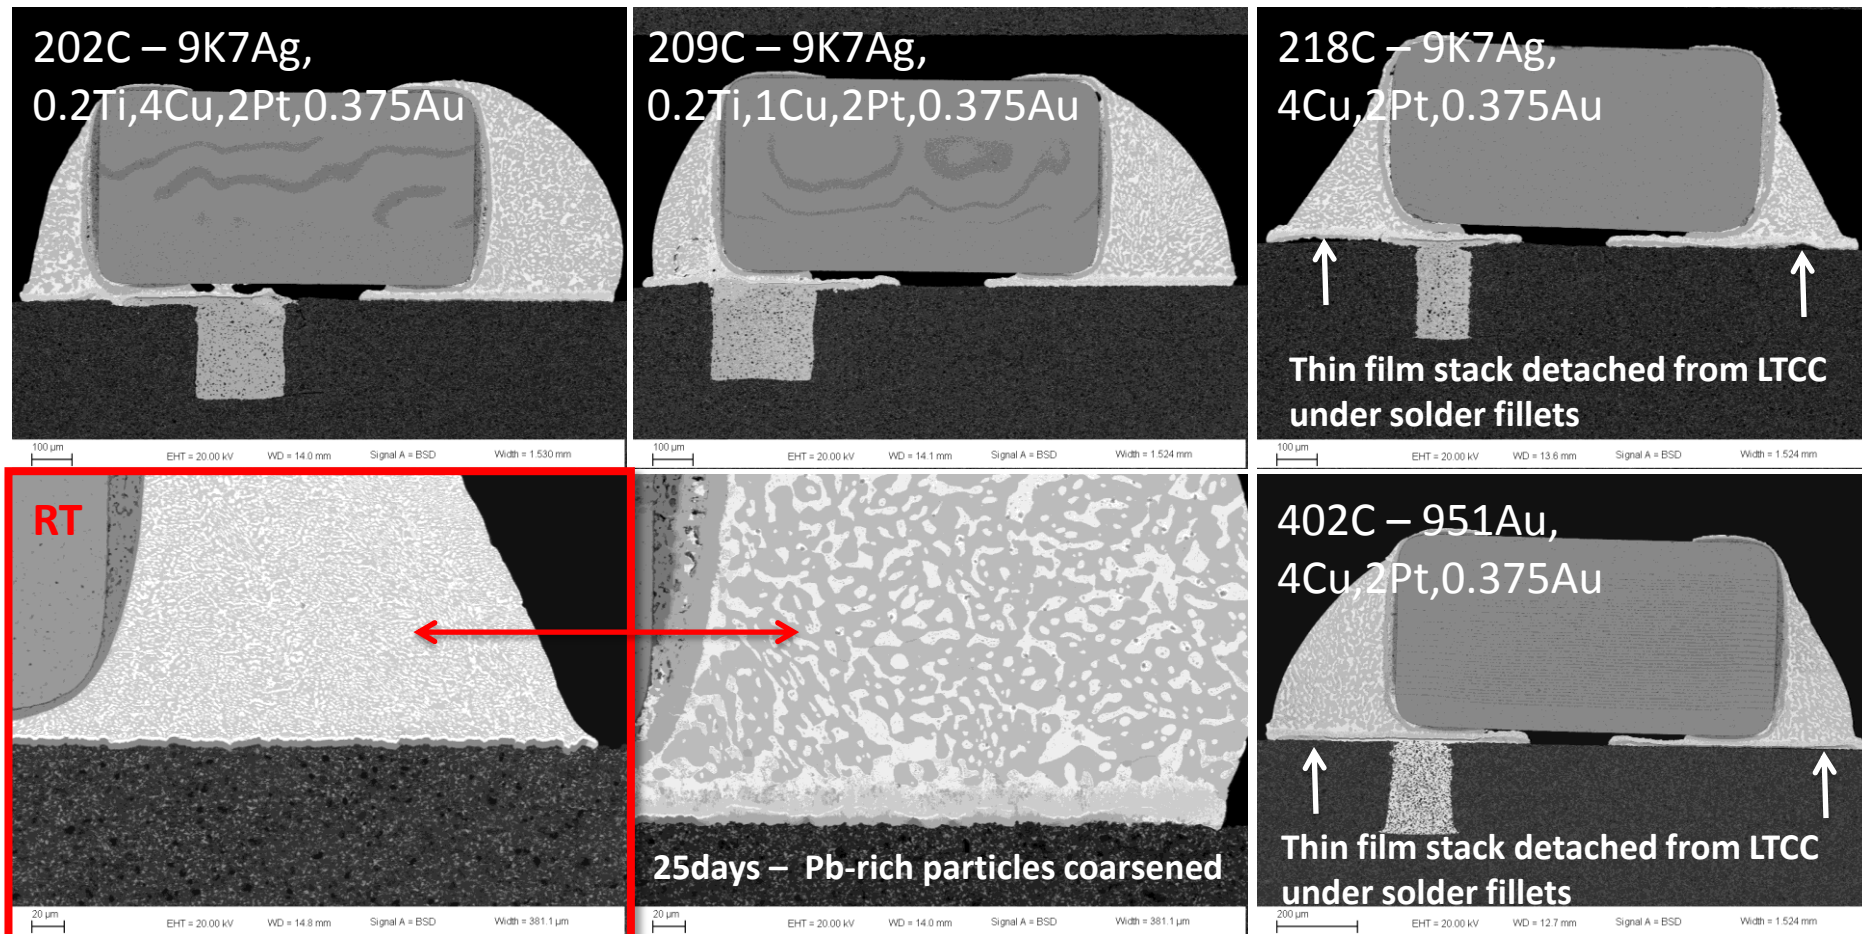 202C – 9K7Ag,
0.2Ti,4Cu,2Pt,0.375Au
100 µm
EHT = 20.00 kV WD = 14.0 mm Signal A = BSD Width = 1.530 mm
209C – 9K7Ag,
0.2Ti,1Cu,2Pt,0.375Au
100 µm
EHT = 20.00 kV WD = 14.1 mm Signal A = BSD Width = 1.524 mm
218C – 9K7Ag,
4Cu,2Pt,0.375Au
Thin film stack detached from LTCC
under solder fillets
100 µm
EHT = 20.00 kV WD = 13.6 mm Signal A = BSD Width = 1.524 mm
RT
20 µm
EHT = 20.00 kV WD = 14.8 mm Signal A = BSD Width = 381.1 µm
25days – Pb-rich particles coarsened
20 µm
EHT = 20.00 kV WD = 14.0 mm Signal A = BSD Width = 381.1 µm
402C – 951Au,
4Cu,2Pt,0.375Au
Thin film stack detached from LTCC
under solder fillets
200 µm
EHT = 20.00 kV WD = 12.7 mm Signal A = BSD Width = 1.524 mm